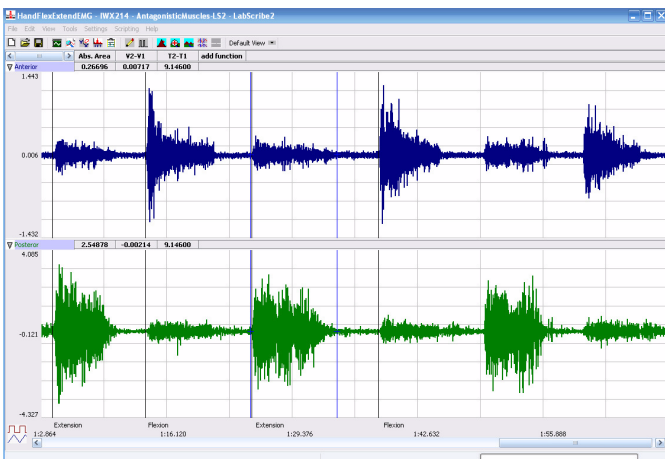 HandFlexExtendEMG - IWX214 - AntagonisticMuscles-LS2 - LabScribe2
File Edit View Tools Settings Scripting Help
Default View
Abs. Area V2-V1 T2-T1 add function
Anterior 0.26696 0.00717 9.14600
1.443
0.006
-1.432
Posteror 2.54878 -0.00214 9.14600
4.085
-0.121
-4.327
Extension Flexion Extension Flexion
1:2.864 1:16.120 1:29.376 1:42.632 1:55.888